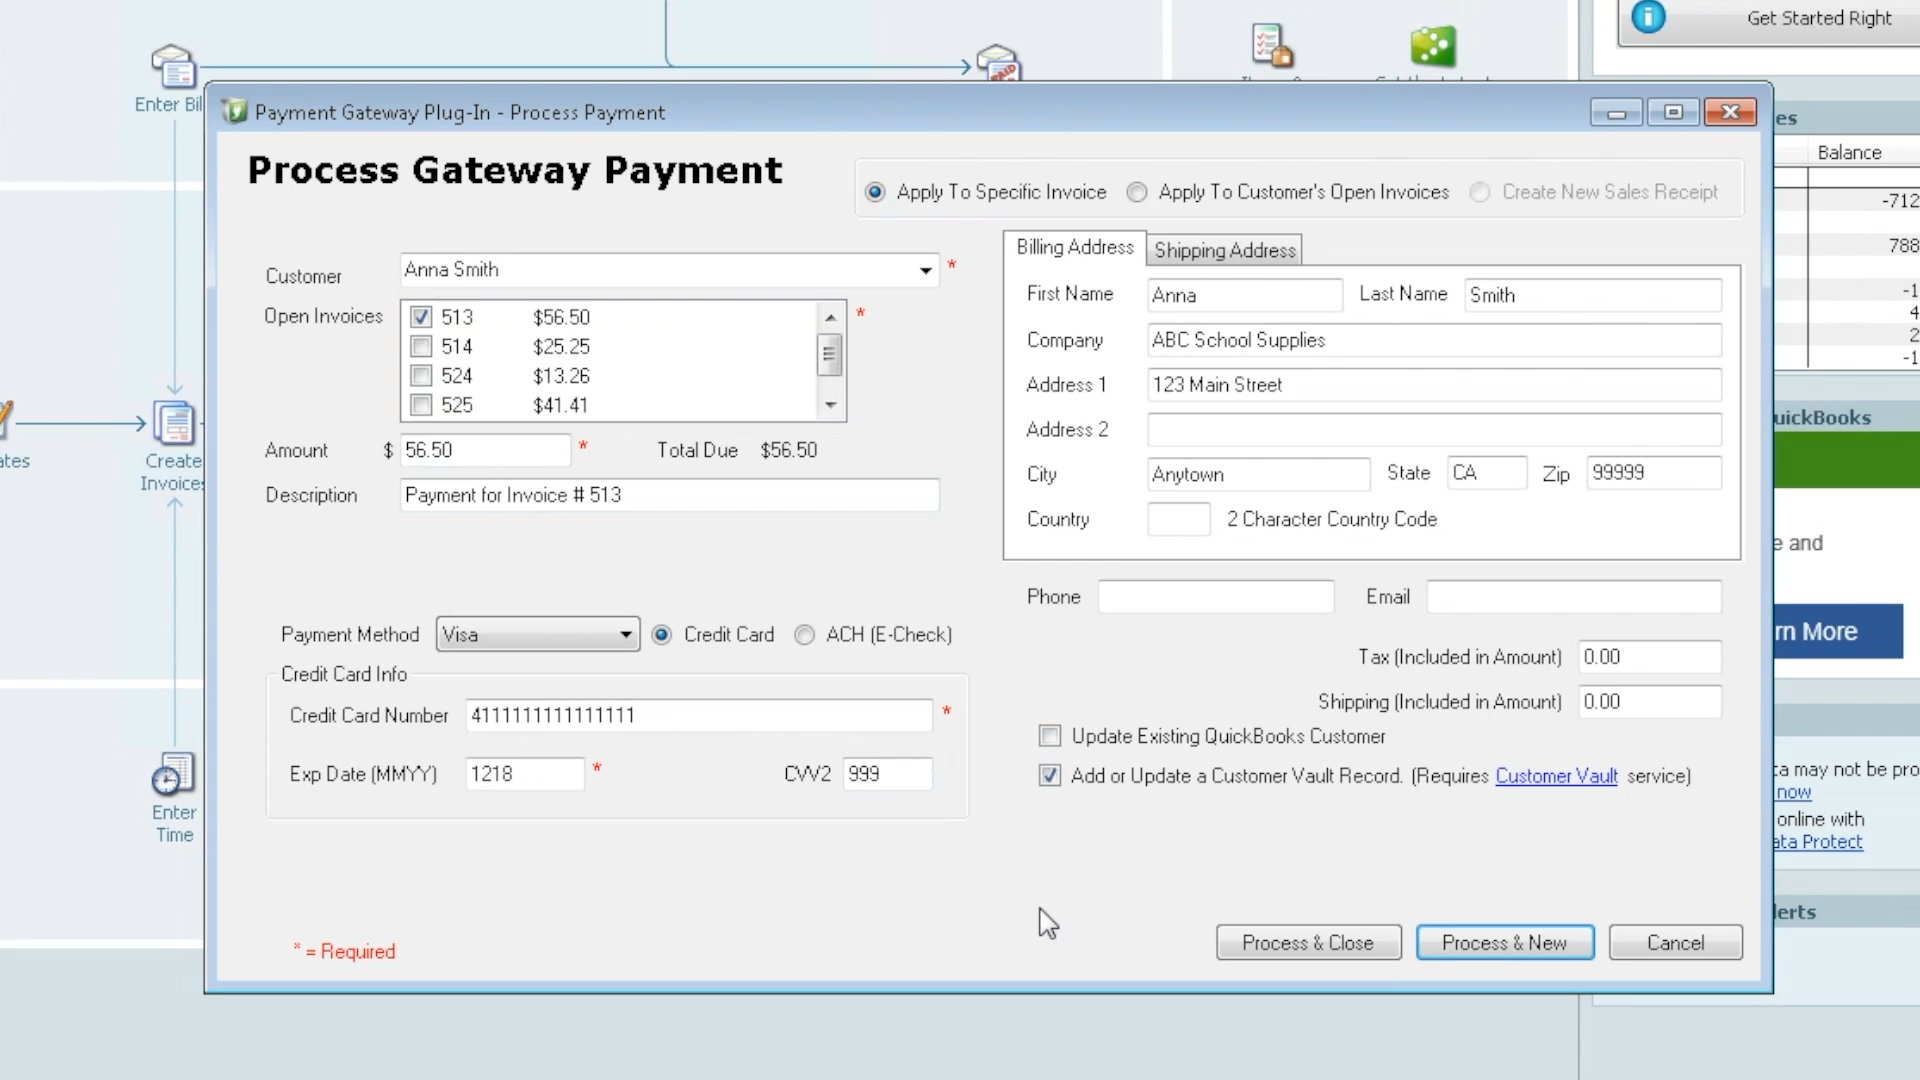 Get Started Right
Enter Bil
PAID
Payment Gateway Plug-In - Process Payment
es
Process Gateway Payment
Apply To Specific Invoice Apply To Customer's Open Invoices Create New Sales Receipt
Balance
-712
788
-1
4
2
-1
Customer Anna Smith *
Open Invoices *
513 $56.50
514 $25.25
524 $13.26
525 $41.41
Amount $ 56.50 * Total Due $56.50
Description Payment for Invoice # 513
Billing Address Shipping Address
First Name Anna Last Name Smith
Company ABC School Supplies
Address 1 123 Main Street
Address 2
City Anytown State CA Zip 99999
Country 2 Character Country Code
Phone Email
Tax (Included in Amount) 0.00
Shipping (Included in Amount) 0.00
Update Existing QuickBooks Customer
Add or Update a Customer Vault Record. (Requires Customer Vault service)
Payment Method Visa Credit Card ACH (E-Check)
Credit Card Info
Credit Card Number 4111111111111111 *
Exp Date (MMYY) 1218 * CVV2 999
* = Required
Process & Close Process & New Cancel
ates
Create
Invoices
Enter
Time
uickBooks
e and
rn More
ta may not be pro
now
online with
ata Protect
lerts